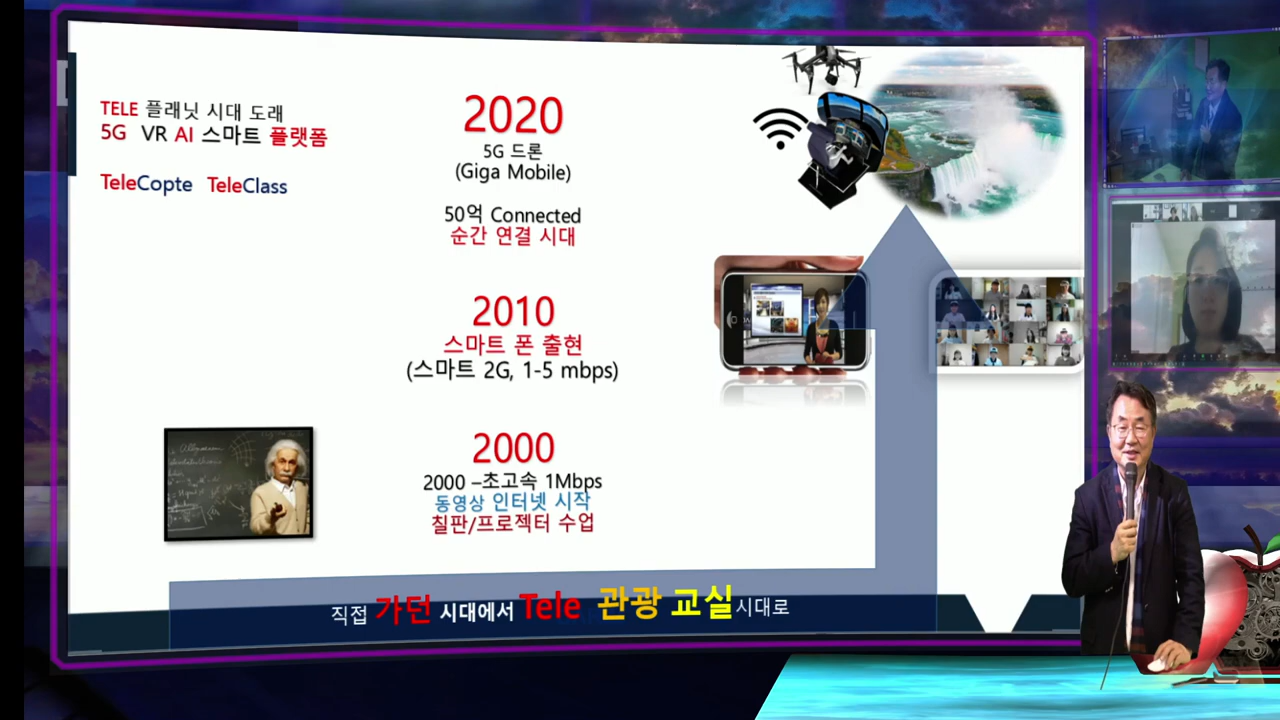 TELE 플래닛 시대 도래
5G VR AI 스마트 플랫폼
TeleCopte TeleClass
2020
5G 드론
(Giga Mobile)
50억 Connected
순간 연결 시대
2010
스마트 폰 출현
(스마트 2G, 1-5 mbps)
2000
2000 –초고속 1Mbps
동영상 인터넷 시작
칠판/프로젝터 수업
직접 가던 시대에서 Tele 관광 교실시대로